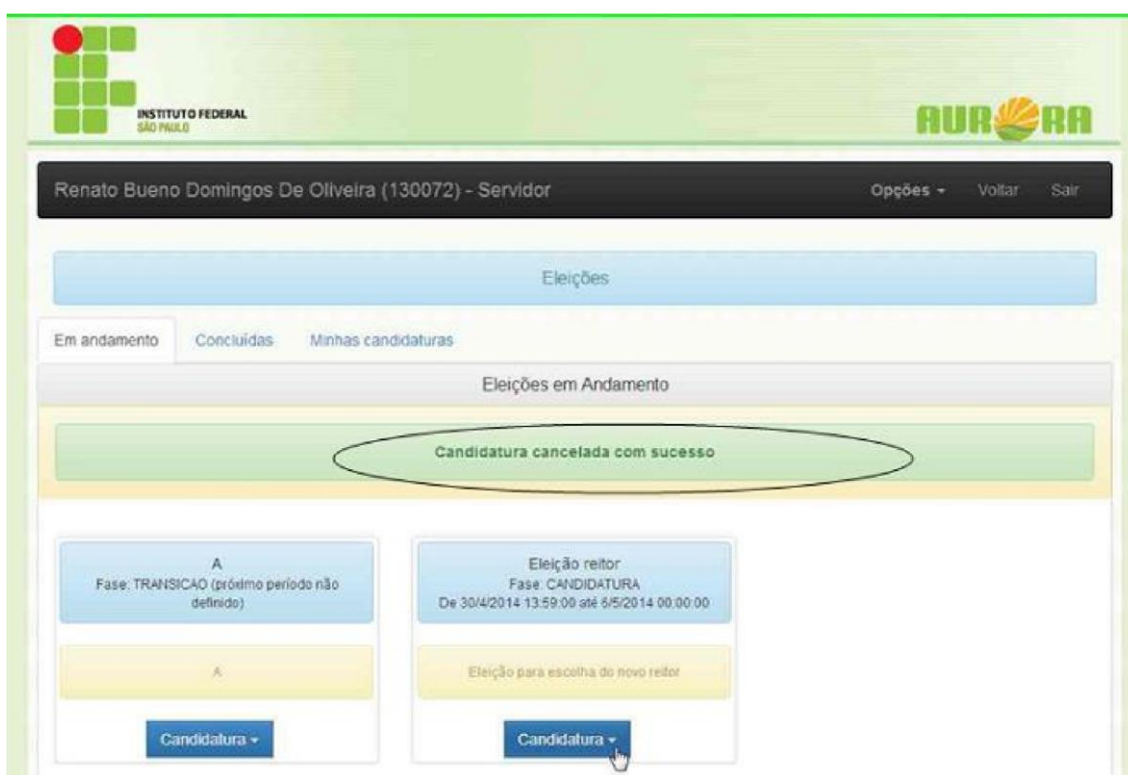 INSTITUTO FEDERAL
SÃO PAULO
AURORA
Renato Bueno Domingos De Oliveira (130072) - Servidor
Opções Voltar Sair
Eleições
Em andamento Concluídas Minhas candidaturas
Eleições em Andamento
Candidatura cancelada com sucesso
A
Fase: TRANSICAO (próximo período não
definido)
A
Candidatura
Eleição reitor
Fase: CANDIDATURA
De 30/4/2014 13:59:00 até 6/5/2014 00:00:00
Eleição para escolha do novo reitor
Candidatura